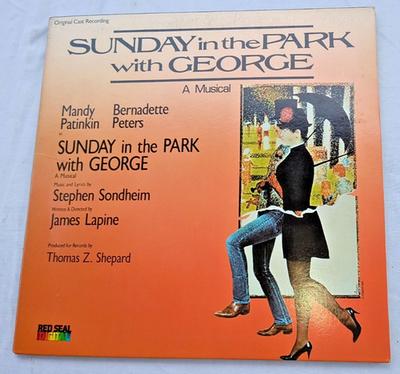 Original Cast Recording
SUNDAY in the PARK
with GEORGE
A Musical
Mandy Bernadette
Patinkin Peters
in
SUNDAY in the PARK
with GEORGE
A Musical
Music and Lyrics by
Stephen Sondheim
Written & Directed by
James Lapine
Produced for Records by
Thomas Z. Shepard
RED SEAL
DIGITAL